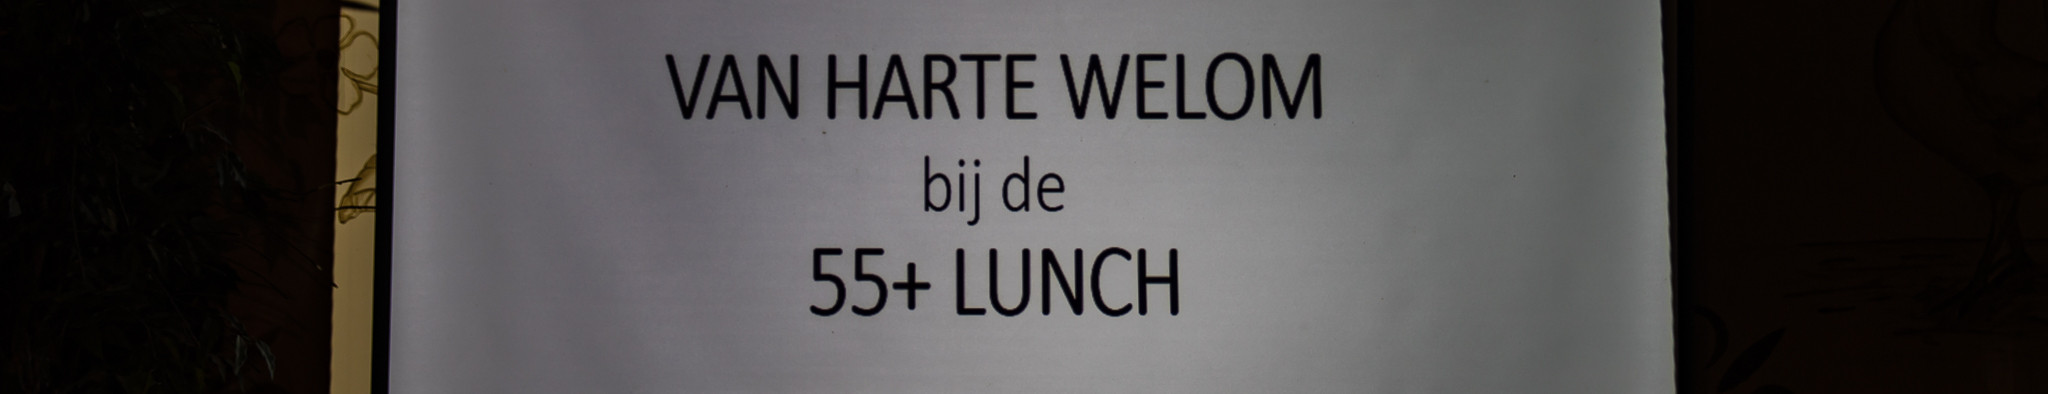 VAN HARTE WELOM
bij de
55+ LUNCH